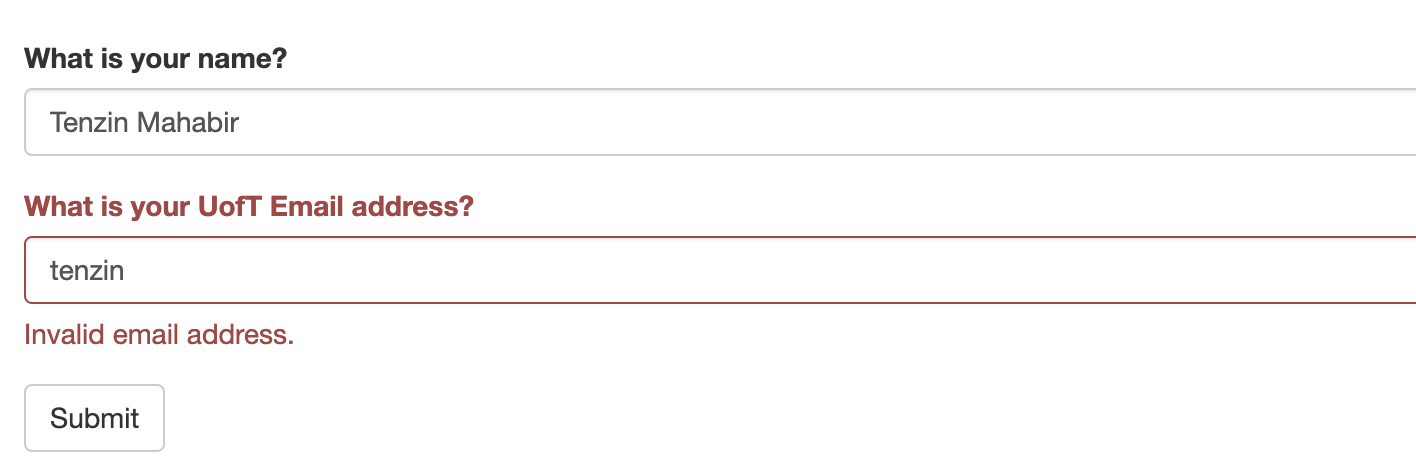 What is your name?
Tenzin Mahabir
What is your UofT Email address?
tenzin
Invalid email address.
Submit